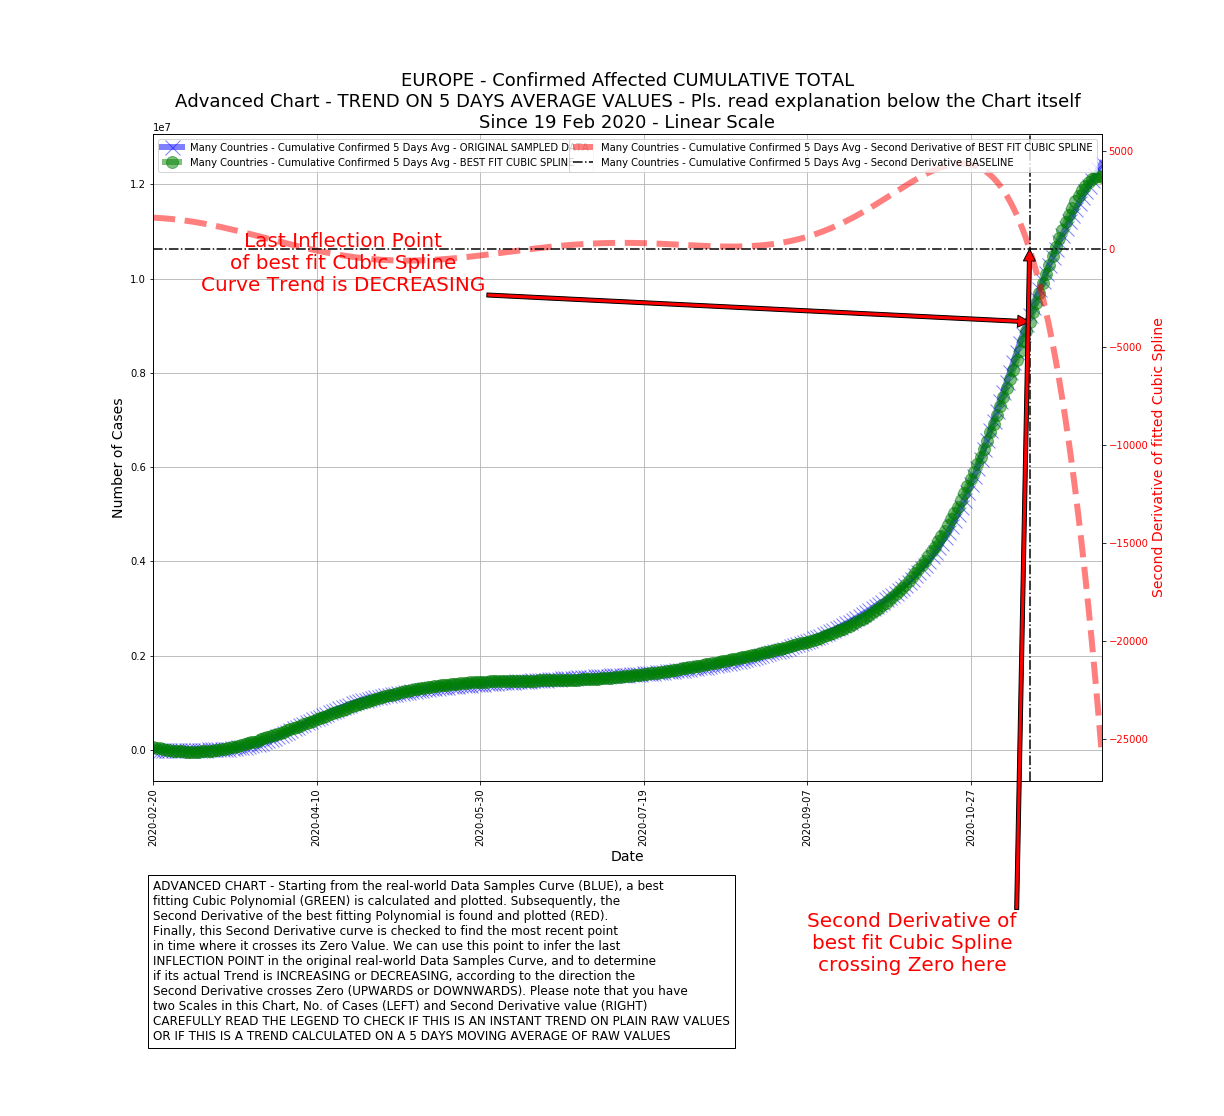 EUROPE - Confirmed Affected CUMULATIVE TOTAL
Advanced Chart - TREND ON 5 DAYS AVERAGE VALUES - Pls. read explanation below the Chart itself
Since 19 Feb 2020 - Linear Scale
1e7
Many Countries - Cumulative Confirmed 5 Days Avg - ORIGINAL SAMPLED
Many Countries - Cumulative Confirmed 5 Days Avg - BEST FIT CUBIC SPLIN
Many Countries - Cumulative Confirmed 5 Days Avg - Second Derivative of BEST FIT CUBIC SPLINE
Many Countries - Cumulative Confirmed 5 Days Avg - Second Derivative BASELINE
1.2
1.0
0.8
0.6
0.4
0.2
0.0
Number of Cases
5000
0
−5000
−10000
−15000
−20000
−25000
Second Derivative of fitted Cubic Spline
Last Inflection Point
of best fit Cubic Spline
Curve Trend is DECREASING
2020-02-20
2020-04-10
2020-05-30
2020-07-19
2020-09-07
2020-10-27
Date
ADVANCED CHART - Starting from the real-world Data Samples Curve (BLUE), a best
fitting Cubic Polynomial (GREEN) is calculated and plotted. Subsequently, the
Second Derivative of the best fitting Polynomial is found and plotted (RED).
Finally, this Second Derivative curve is checked to find the most recent point
in time where it crosses its Zero Value. We can use this point to infer the last
INFLECTION POINT in the original real-world Data Samples Curve, and to determine
if its actual Trend is INCREASING or DECREASING, according to the direction the
Second Derivative crosses Zero (UPWARDS or DOWNWARDS). Please note that you have
two Scales in this Chart, No. of Cases (LEFT) and Second Derivative value (RIGHT)
CAREFULLY READ THE LEGEND TO CHECK IF THIS IS AN INSTANT TREND ON PLAIN RAW VALUES
OR IF THIS IS A TREND CALCULATED ON A 5 DAYS MOVING AVERAGE OF RAW VALUES
Second Derivative of
best fit Cubic Spline
crossing Zero here